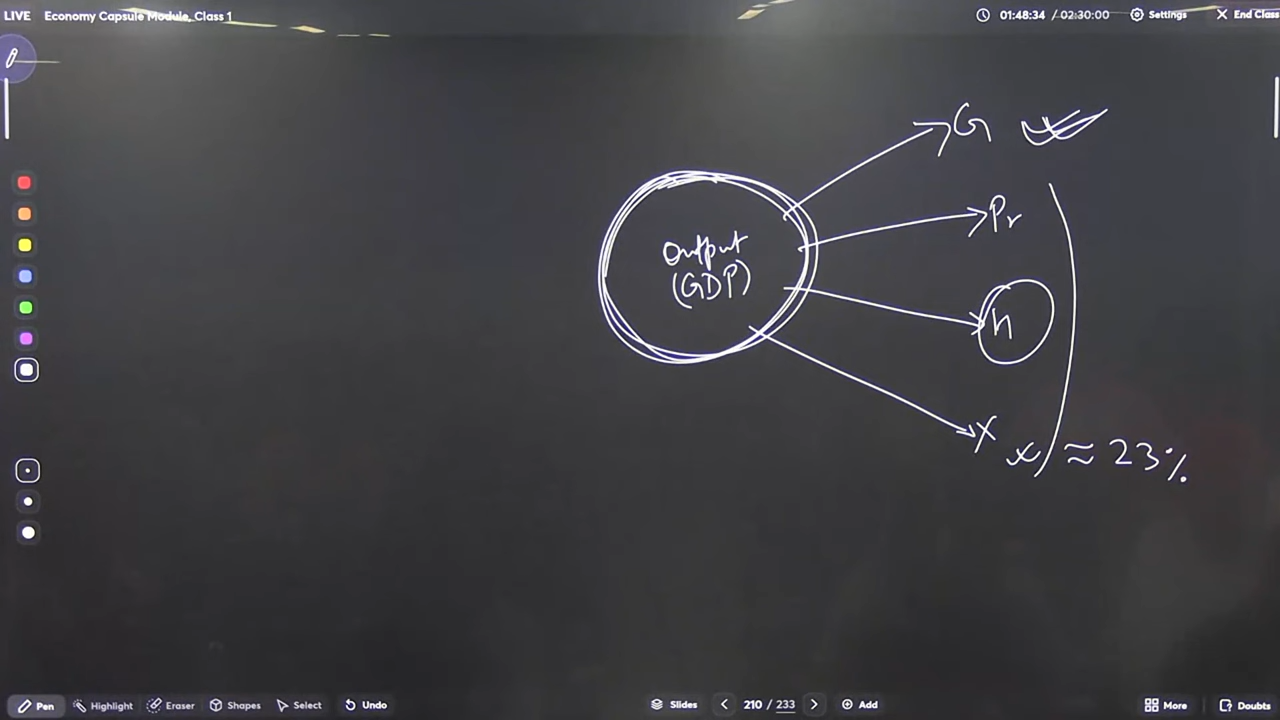 LIVE Economy Capsule Module, Class 1
01:48:34 / 02:30:00 Settings End Class
G
Output
(GDP)
Pr
h
X
x ≈ 23%
Pen Highlight Eraser Shapes Select Undo Slides 210 / 233 Add More Doubts